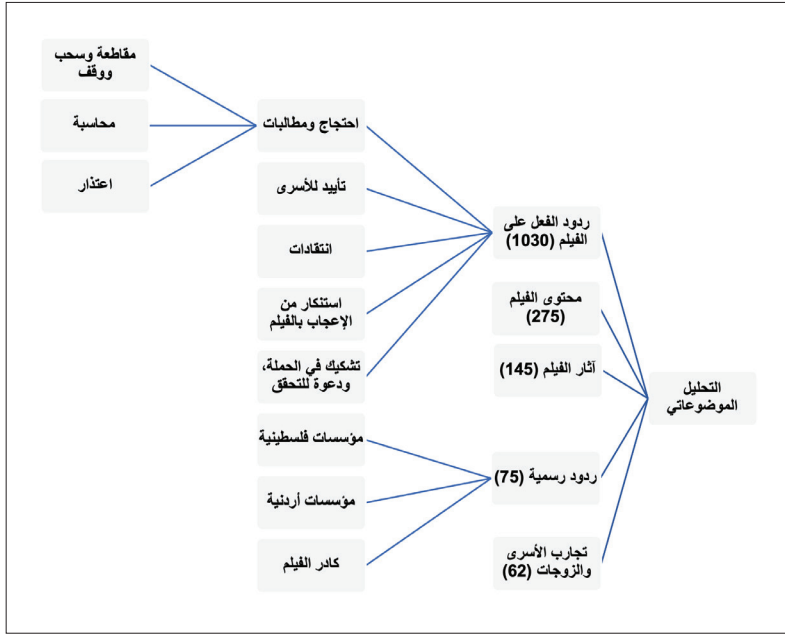 التحليل
الموضوعاتي
ردود الفعل على
الفيلم (1030)
محتوى الفيلم
(275)
آثار الفيلم (145)
ردود رسمية (75)
تجارب الأسرى
والزوجات (62)
احتجاج ومطالبات
تأييد للأسرى
انتقادات
استنكار من
الإعجاب بالفيلم
تشكيك في الحملة،
ودعوة للتحقق
مؤسسات فلسطينية
مؤسسات أردنية
كادر الفيلم
مقاطعة وسحب
ووقف
محاسبة
اعتذار